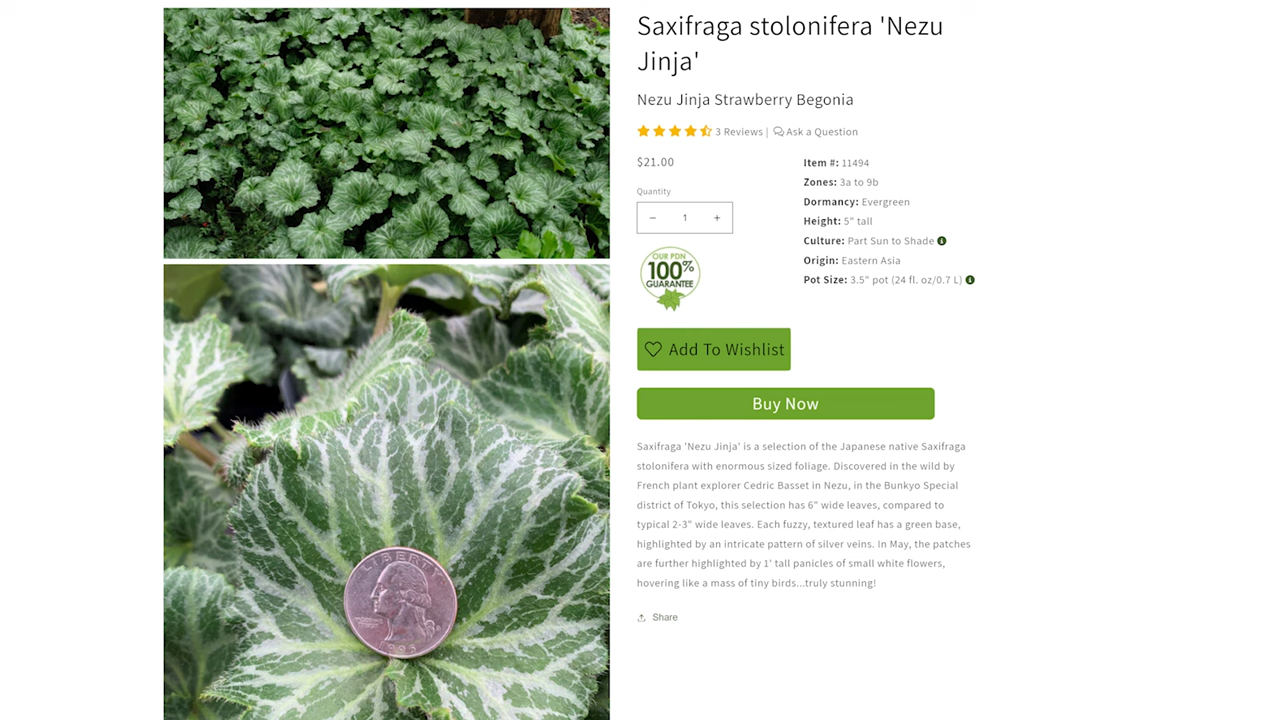 Saxifraga stolonifera 'Nezu
Jinja'
Nezu Jinja Strawberry Begonia
3 Reviews | Ask a Question
$21.00
Quantity
− 1 +
OUR PDN
100%
GUARANTEE
Item #: 11494
Zones: 3a to 9b
Dormancy: Evergreen
Height: 5" tall
Culture: Part Sun to Shade
Origin: Eastern Asia
Pot Size: 3.5" pot (24 fl. oz/0.7 L)
Add To Wishlist
Buy Now
Saxifraga 'Nezu Jinja' is a selection of the Japanese native Saxifraga
stolonifera with enormous sized foliage. Discovered in the wild by
French plant explorer Cedric Basset in Nezu, in the Bunkyo Special
district of Tokyo, this selection has 6" wide leaves, compared to
typical 2-3" wide leaves. Each fuzzy, textured leaf has a green base,
highlighted by an intricate pattern of silver veins. In May, the patches
are further highlighted by 1' tall panicles of small white flowers,
hovering like a mass of tiny birds...truly stunning!
Share
LIBERTY